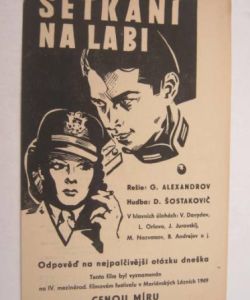 SETKÁNÍ
NA LABI
Režie: G. ALEXANDROV
Hudba: D. ŠOSTAKOVIČ
V hlavních úlohách: V. Davydov,
L. Orlova, J. Jurovskij,
M. Nazvanov, B. Andrejev a j.
Odpověď na nejpalčivější otázku dneška
Tento film byl vyznamenán
na IV. mezinárod. filmovém festivalu v Mariánských Lázních 1949
CENOU MÍRU